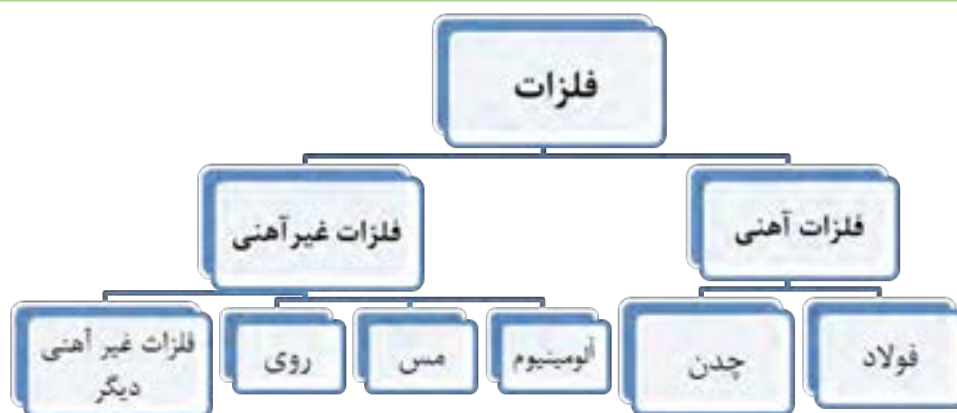 فلزات
فلزات آهنی
فلزات غیرآهنی
فولاد
چدن
آلومینیوم
مس
روی
فلزات غیر آهنی
دیگر